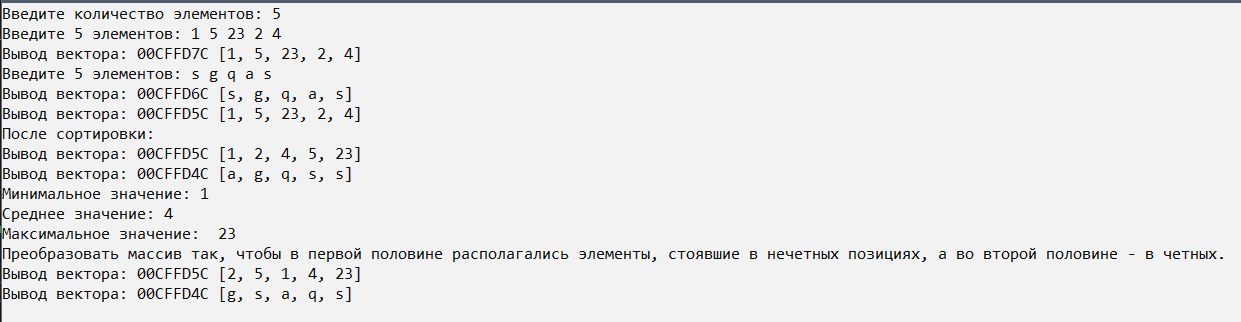 Введите количество элементов: 5
Введите 5 элементов: 1 5 23 2 4
Вывод вектора: 00CFFD7C [1, 5, 23, 2, 4]
Введите 5 элементов: s g q a s
Вывод вектора: 00CFFD6C [s, g, q, a, s]
Вывод вектора: 00CFFD5C [1, 5, 23, 2, 4]
После сортировки:
Вывод вектора: 00CFFD5C [1, 2, 4, 5, 23]
Вывод вектора: 00CFFD4C [a, g, q, s, s]
Минимальное значение: 1
Среднее значение: 4
Максимальное значение:  23
Преобразовать массив так, чтобы в первой половине располагались элементы, стоявшие в нечетных позициях, а во второй половине - в четных.
Вывод вектора: 00CFFD5C [2, 5, 1, 4, 23]
Вывод вектора: 00CFFD4C [g, s, a, q, s]